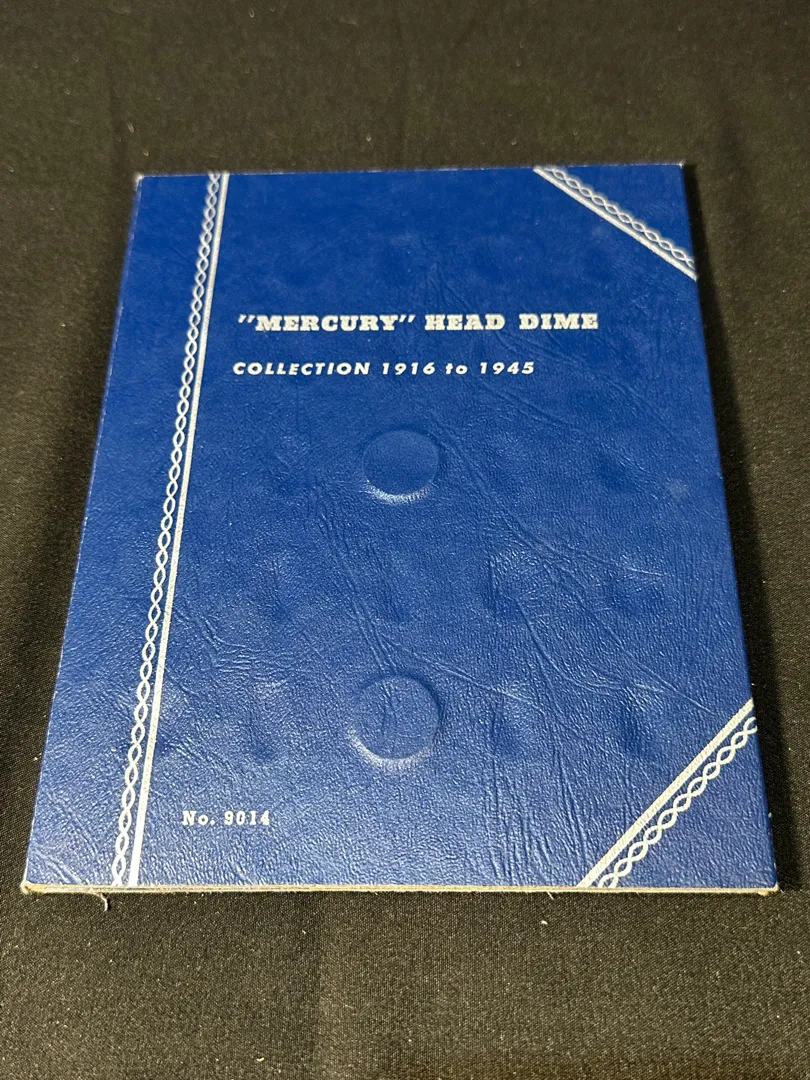 "MERCURY" HEAD DIME
COLLECTION 1916 to 1945
No. 9014